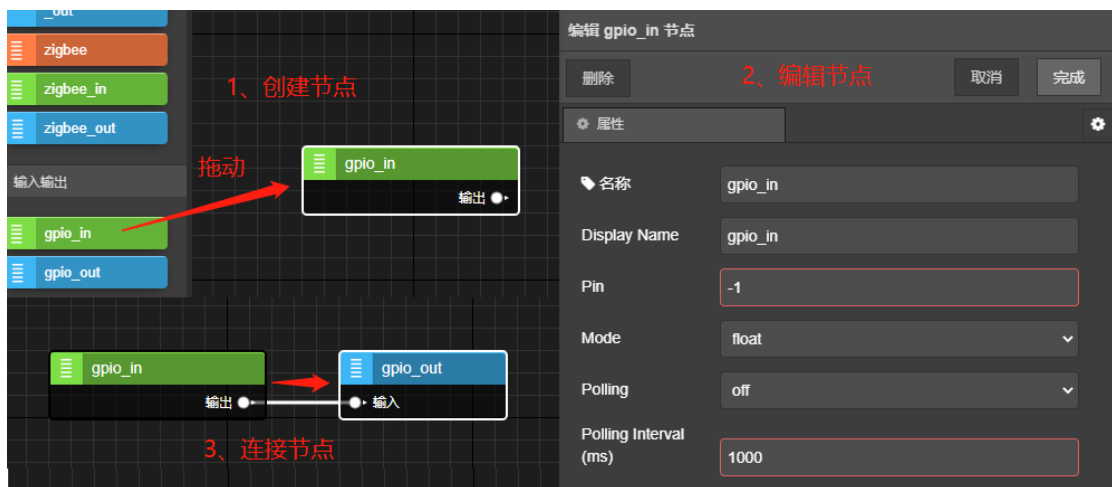 _out
zigbee
zigbee_in
zigbee_out
输入输出
gpio_in
gpio_out
1、创建节点
拖动
gpio_in
输出
gpio_in
输出
gpio_out
输入
3、连接节点
编辑 gpio_in 节点
删除
2、编辑节点
取消
完成
属性
名称
gpio_in
Display Name
gpio_in
Pin
-1
Mode
float
Polling
off
Polling Interval
(ms)
1000